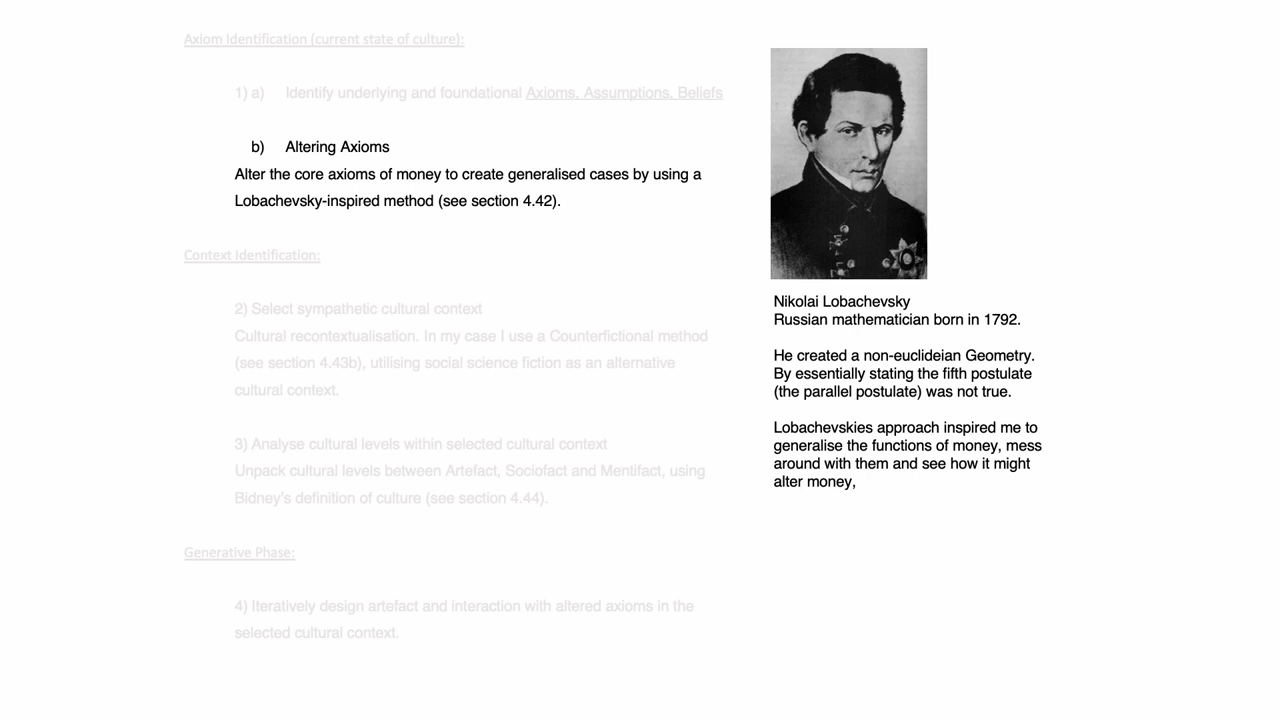 Axiom Identification (current state of culture):
1) a) Identify underlying and foundational Axioms, Assumptions, Beliefs
b) Altering Axioms
Alter the core axioms of money to create generalised cases by using a
Lobachevsky-inspired method (see section 4.42).
Context Identification:
2) Select sympathetic cultural context
Cultural recontextualisation. In my case I use a Counterfictional method
(see section 4.43b), utilising social science fiction as an alternative
cultural context.
3) Analyse cultural levels within selected cultural context
Unpack cultural levels between Artefact, Sociofact and Mentifact, using
Bidney's definition of culture (see section 4.44).
Generative Phase:
4) Iteratively design artefact and interaction with altered axioms in the
selected cultural context.
Nikolai Lobachevsky
Russian mathematician born in 1792.
He created a non-euclideian Geometry.
By essentially stating the fifth postulate
(the parallel postulate) was not true.
Lobachevskies approach inspired me to
generalise the functions of money, mess
around with them and see how it might
alter money,